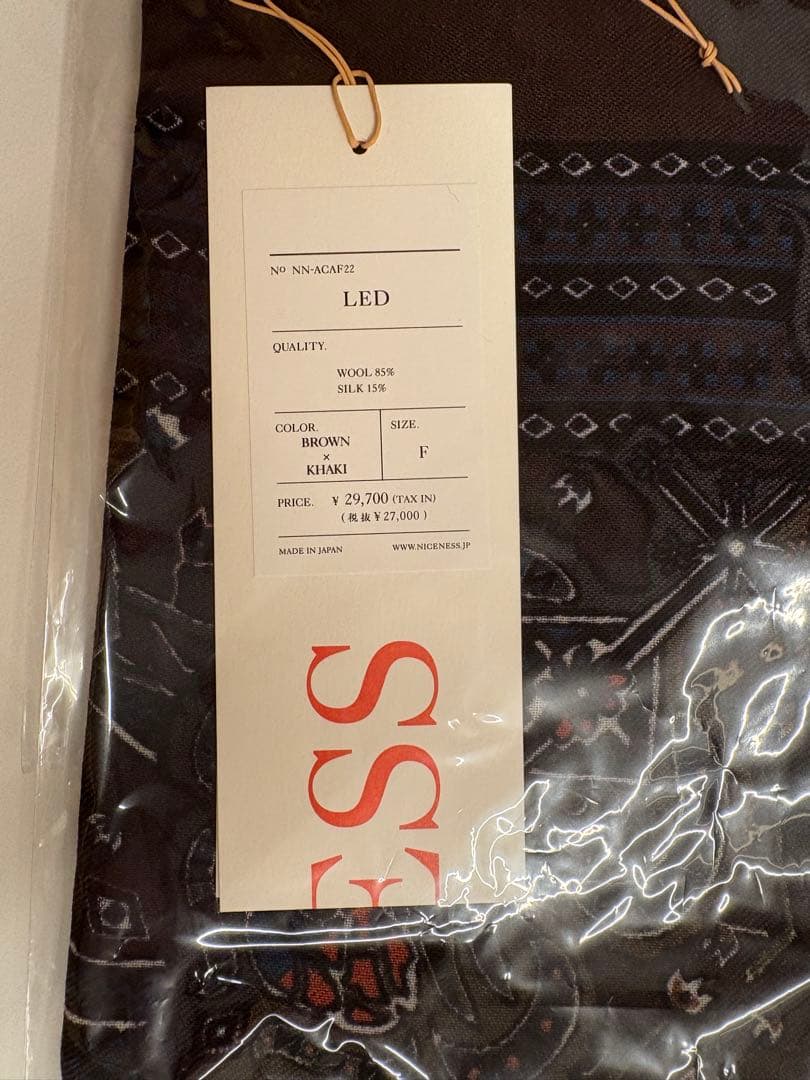 No NN-ACAF22
LED
QUALITY.
WOOL 85%
SILK 15%
COLOR.
BROWN
×
KHAKI
SIZE.
F
PRICE. ¥ 29,700 (TAX IN)
(税抜¥27,000)
MADE IN JAPAN WWW.NICENESS.JP
ESS